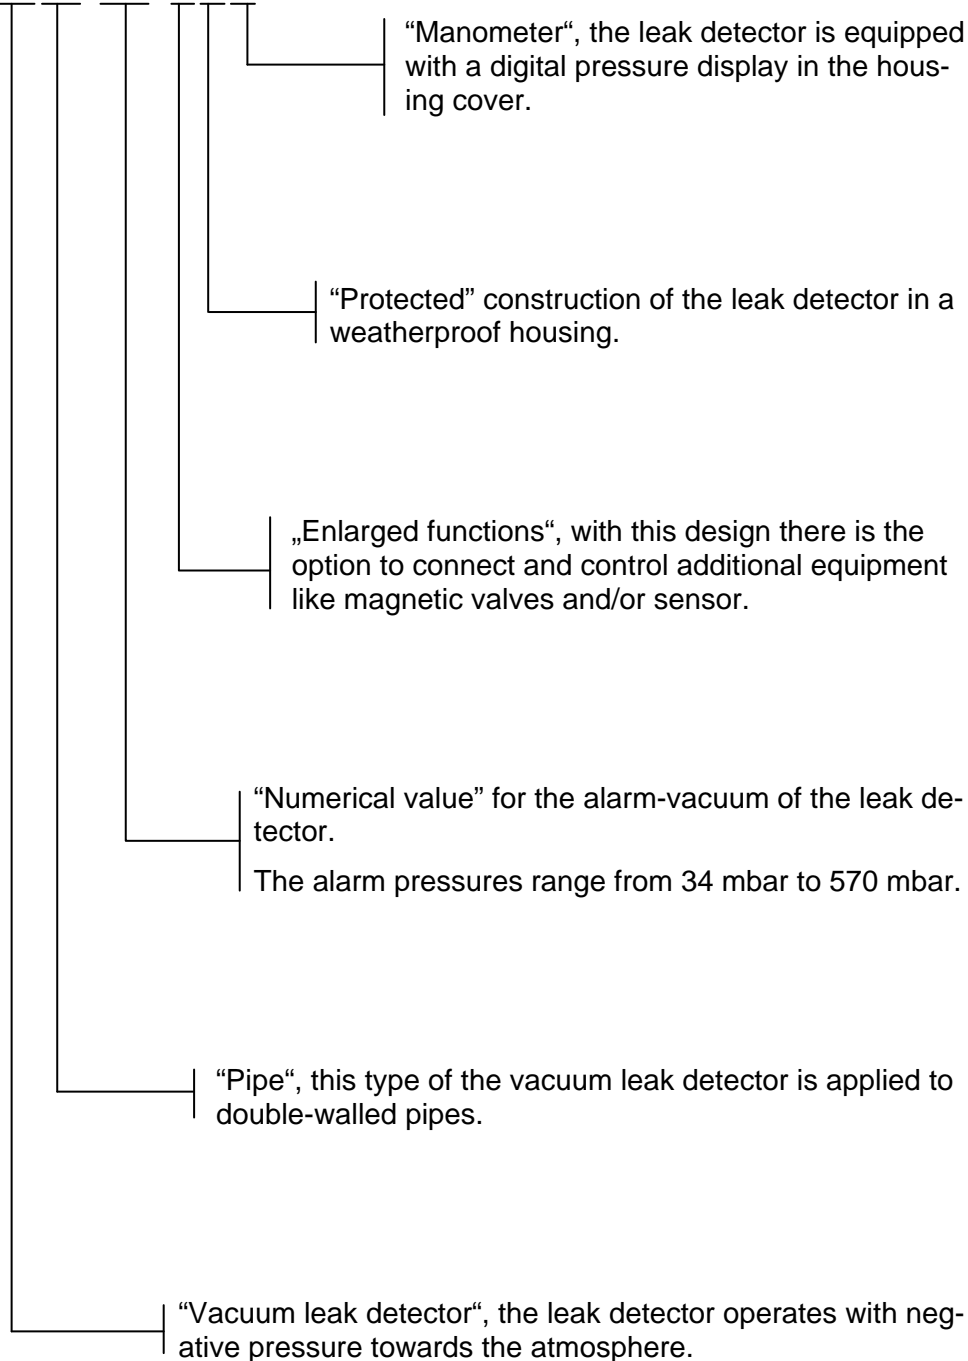 “Manometer“, the leak detector is equipped
with a digital pressure display in the hous-
ing cover.
“Protected” construction of the leak detector in a
weatherproof housing.
„Enlarged functions“, with this design there is the
option to connect and control additional equipment
like magnetic valves and/or sensor.
“Numerical value” for the alarm-vacuum of the leak de-
tector.
The alarm pressures range from 34 mbar to 570 mbar.
“Pipe“, this type of the vacuum leak detector is applied to
double-walled pipes.
“Vacuum leak detector“, the leak detector operates with neg-
ative pressure towards the atmosphere.